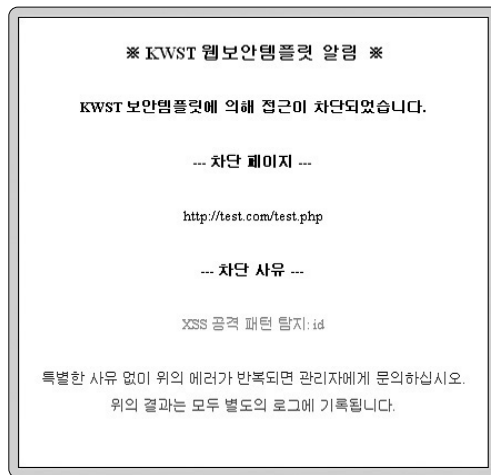 ※ KWST 웹보안템플릿 알림 ※
KWST 보안템플릿에 의해 접근이 차단되었습니다.
--- 차단 페이지 ---
http://test.com/test.php
--- 차단 사유 ---
XSS 공격 패턴 탐지: id
특별한 사유 없이 위의 에러가 반복되면 관리자에게 문의하십시오.
위의 결과는 모두 별도의 로그에 기록됩니다.